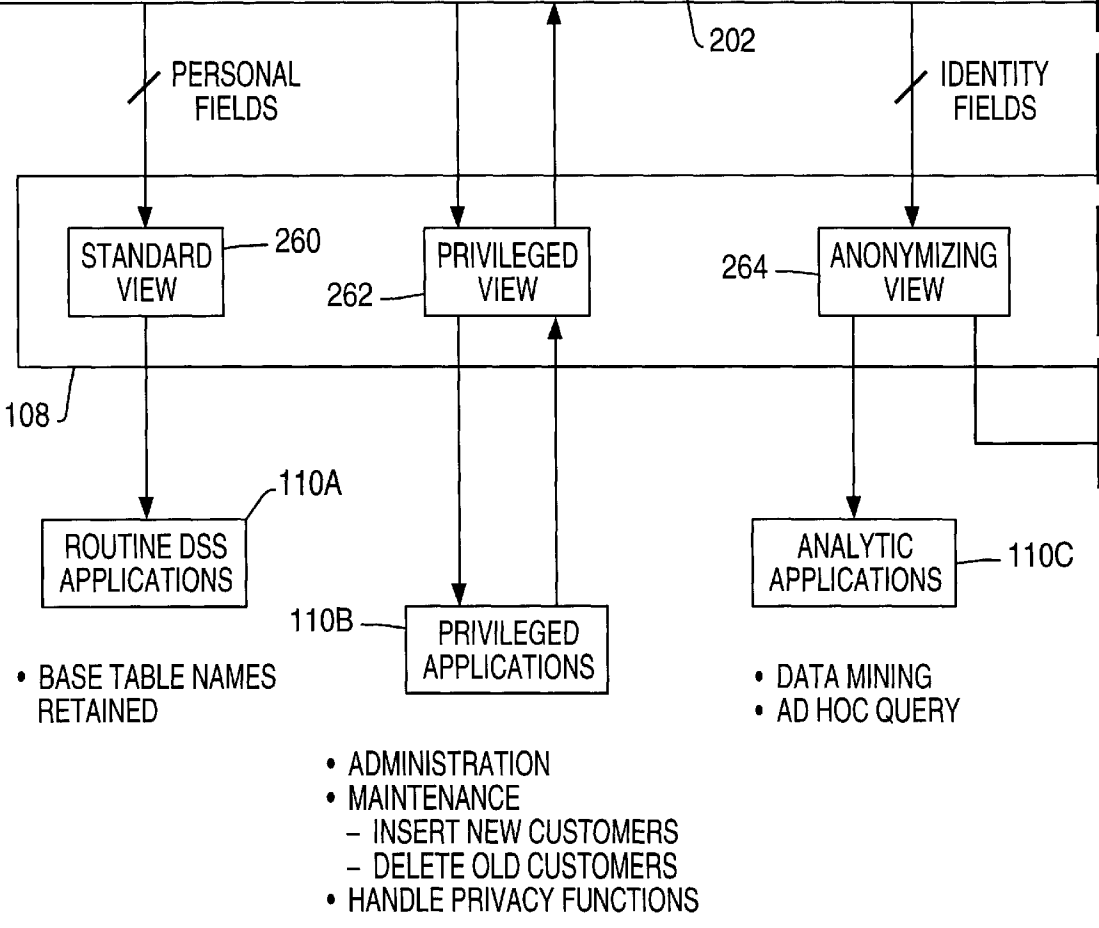 202
PERSONAL
FIELDS
IDENTITY
FIELDS
STANDARD
VIEW
260
PRIVILEGED
VIEW
262
ANONYMIZING
VIEW
264
108
110A
ROUTINE DSS
APPLICATIONS
110B
PRIVILEGED
APPLICATIONS
ANALYTIC
APPLICATIONS
110C
• BASE TABLE NAMES
RETAINED
• DATA MINING
• AD HOC QUERY
• ADMINISTRATION
• MAINTENANCE
– INSERT NEW CUSTOMERS
– DELETE OLD CUSTOMERS
• HANDLE PRIVACY FUNCTIONS